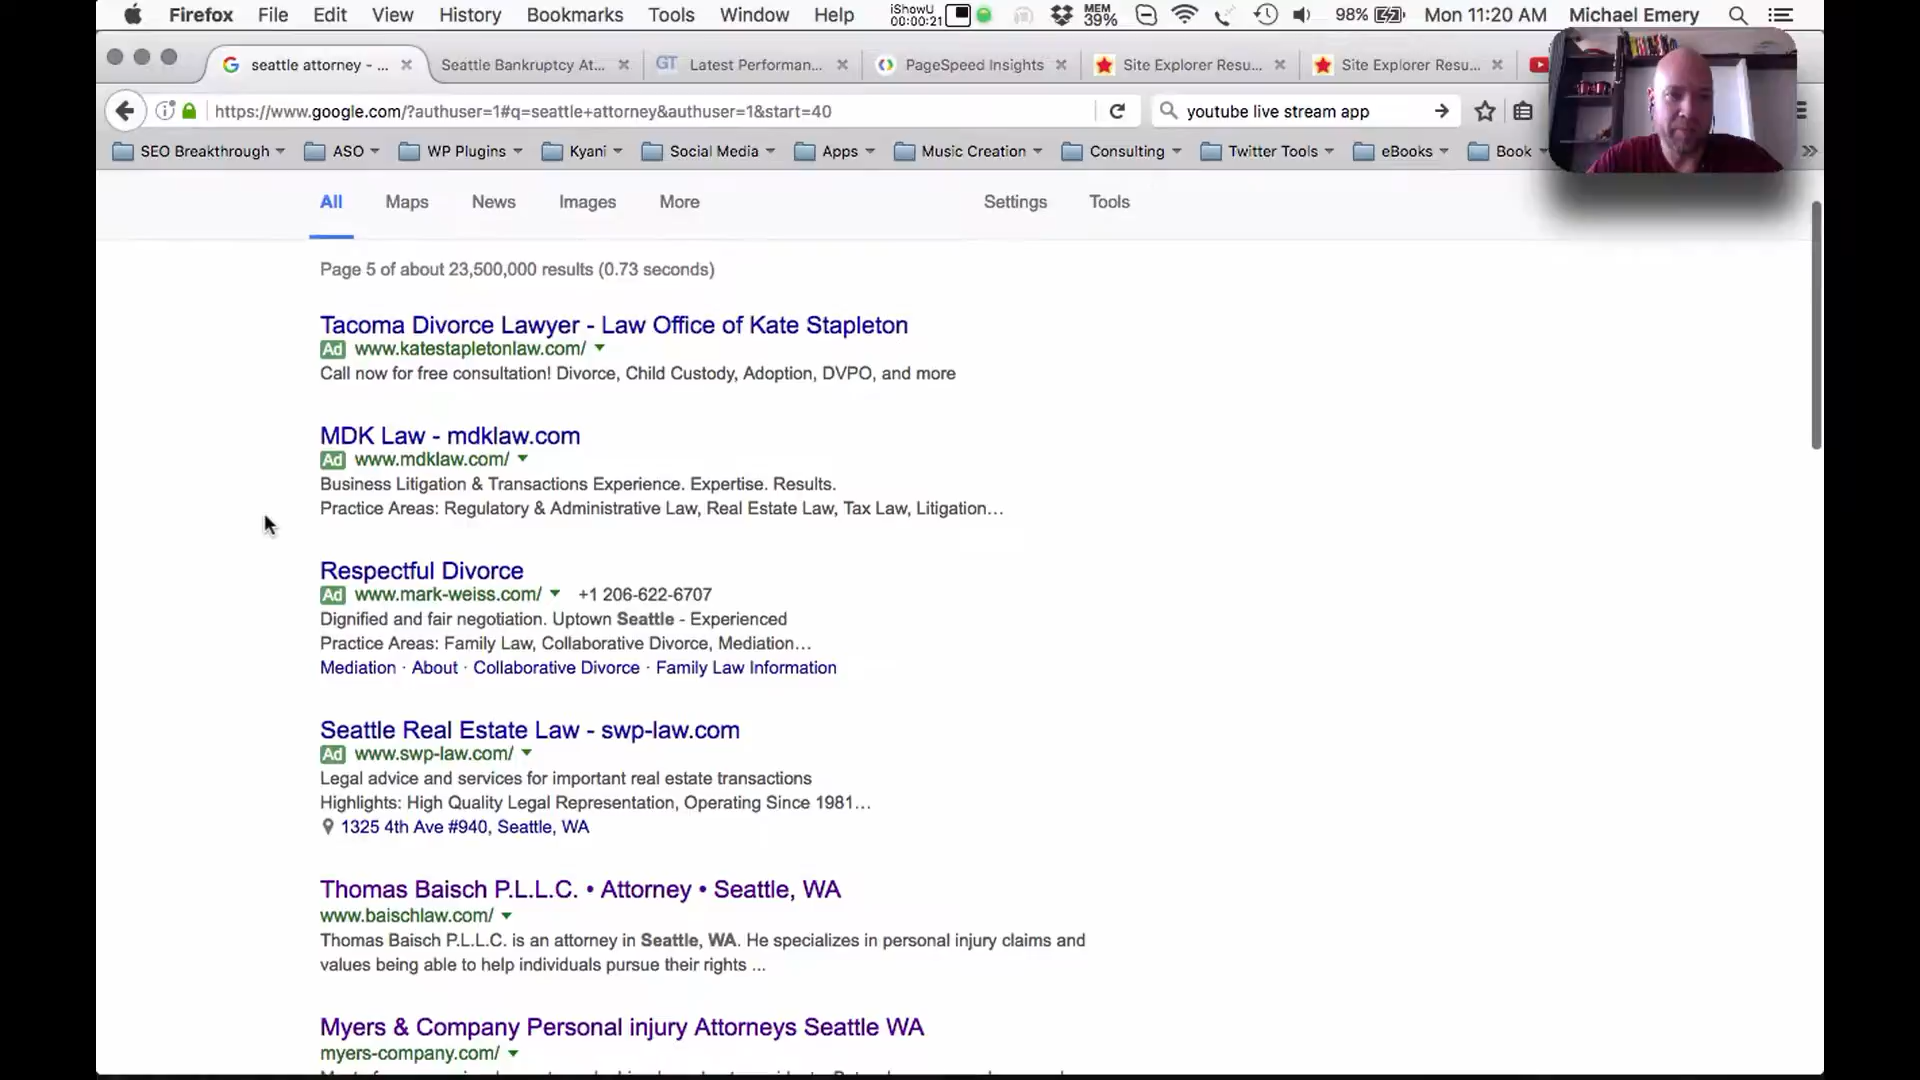 Firefox File Edit View History Bookmarks Tools Window Help iShowU 00:00:21 MEM 39% 98% Mon 11:20 AM Michael Emery
seattle attorney - ... Seattle Bankruptcy At... GT Latest Performan... PageSpeed Insights Site Explorer Resu... Site Explorer Resu...
https://www.google.com/?authuser=1#q=seattle+attorney&authuser=1&start=40 youtube live stream app
SEO Breakthrough ASO WP Plugins Kyani Social Media Apps Music Creation Consulting Twitter Tools eBooks Book
All Maps News Images More Settings Tools
Page 5 of about 23,500,000 results (0.73 seconds)
Tacoma Divorce Lawyer - Law Office of Kate Stapleton
Ad www.katestapletonlaw.com/
Call now for free consultation! Divorce, Child Custody, Adoption, DVPO, and more
MDK Law - mdklaw.com
Ad www.mdklaw.com/
Business Litigation & Transactions Experience. Expertise. Results.
Practice Areas: Regulatory & Administrative Law, Real Estate Law, Tax Law, Litigation...
Respectful Divorce
Ad www.mark-weiss.com/ +1 206-622-6707
Dignified and fair negotiation. Uptown Seattle - Experienced
Practice Areas: Family Law, Collaborative Divorce, Mediation...
Mediation · About · Collaborative Divorce · Family Law Information
Seattle Real Estate Law - swp-law.com
Ad www.swp-law.com/
Legal advice and services for important real estate transactions
Highlights: High Quality Legal Representation, Operating Since 1981...
1325 4th Ave #940, Seattle, WA
Thomas Baisch P.L.L.C. • Attorney • Seattle, WA
www.baischlaw.com/
Thomas Baisch P.L.L.C. is an attorney in Seattle, WA. He specializes in personal injury claims and
values being able to help individuals pursue their rights ...
Myers & Company Personal injury Attorneys Seattle WA
myers-company.com/